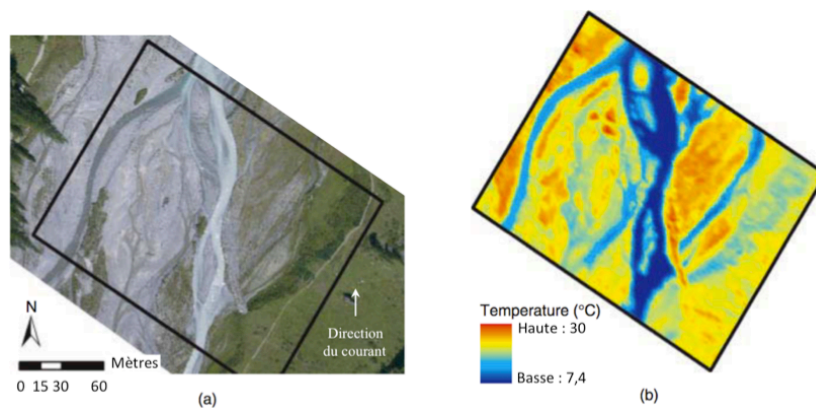 N
Mètres
0 15 30 60
Direction
du courant
(a)
Temperature (°C)
Haute : 30
Basse : 7,4
(b)